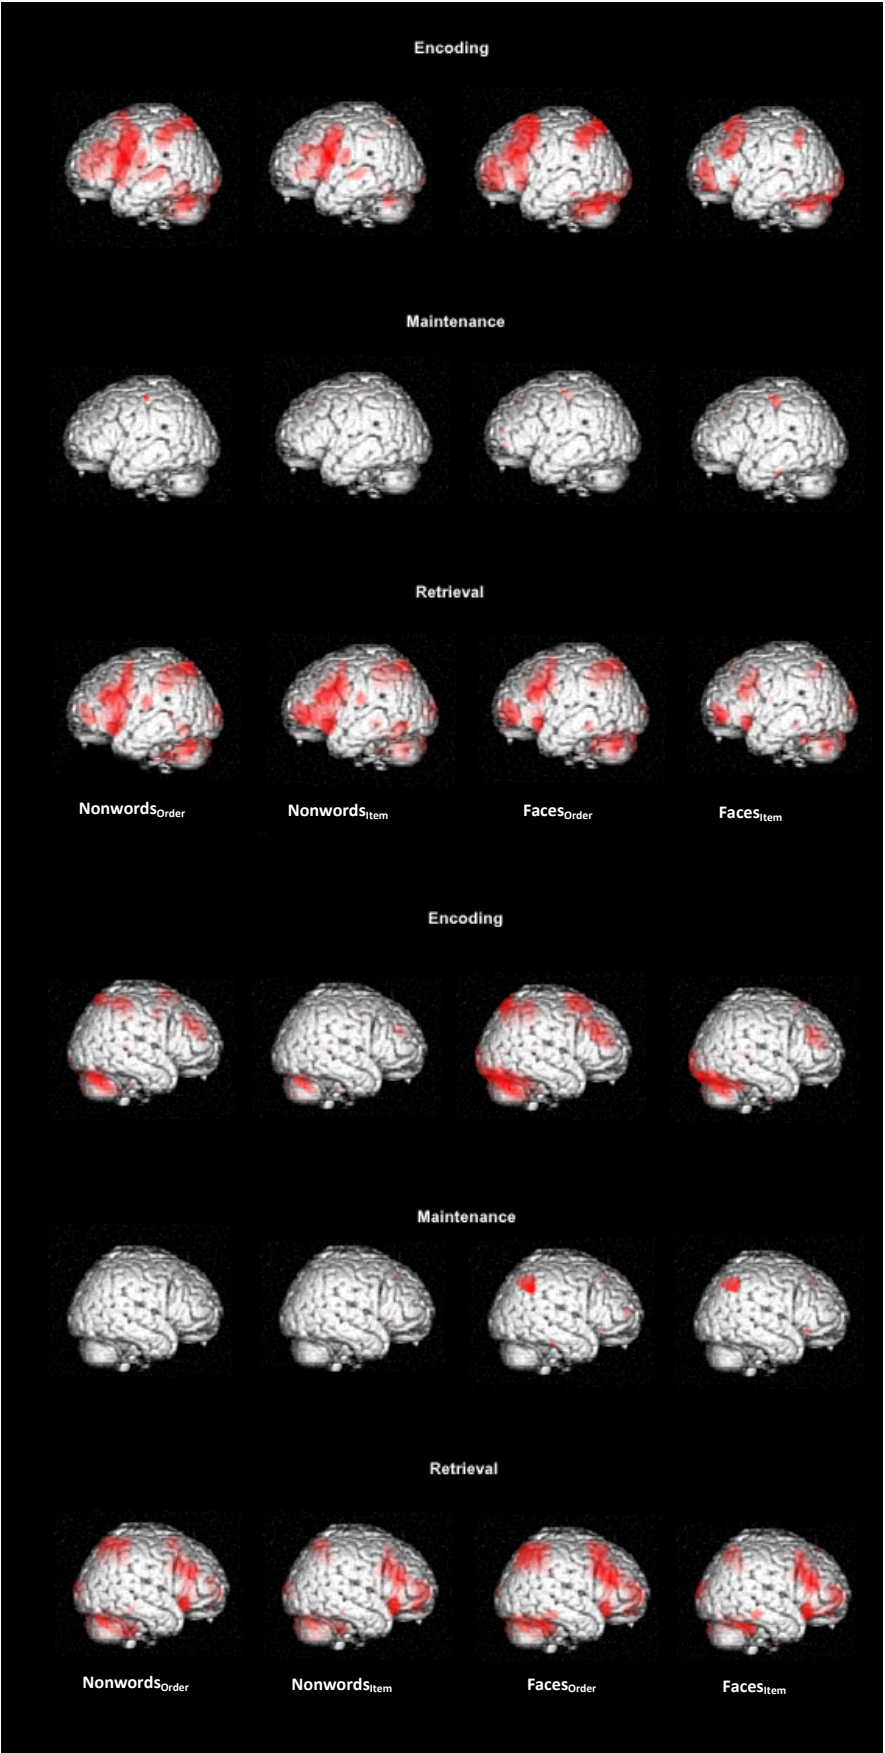 Encoding
Maintenance
Retrieval
NonwordsOrder NonwordsItem FacesOrder FacesItem
Encoding
Maintenance
Retrieval
NonwordsOrder NonwordsItem FacesOrder FacesItem